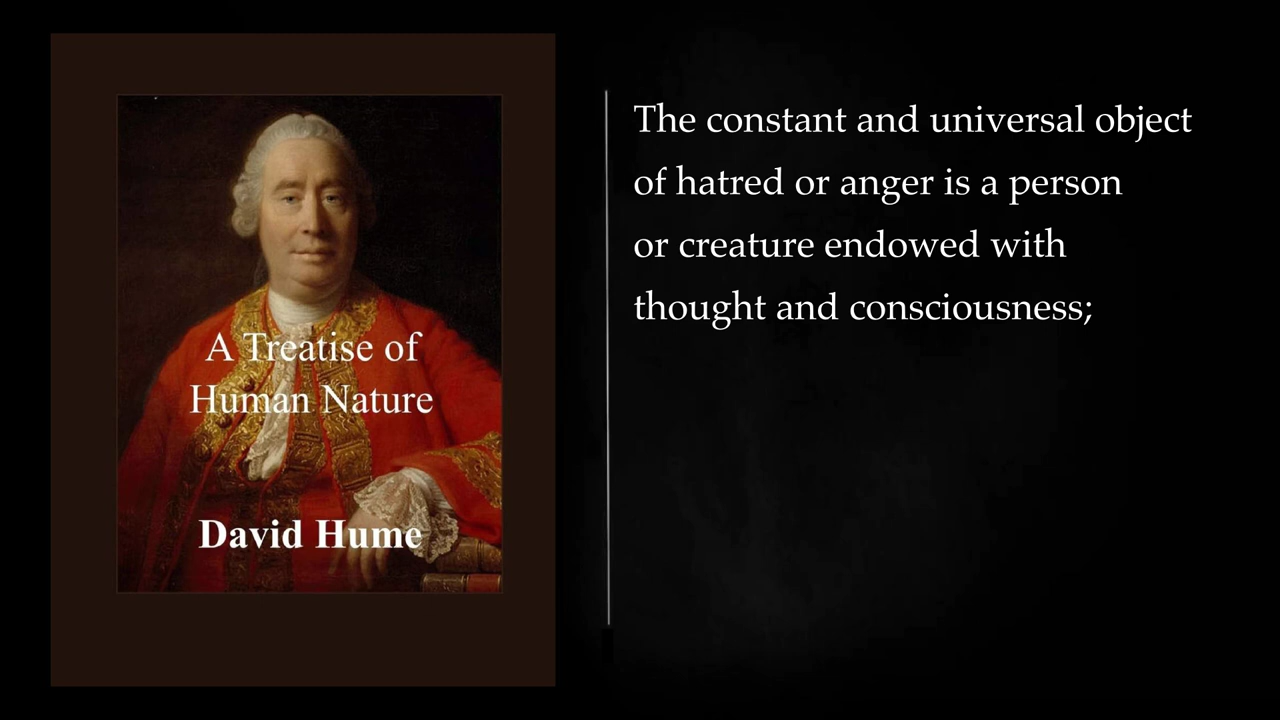 A Treatise of
Human Nature
David Hume
The constant and universal object
of hatred or anger is a person
or creature endowed with
thought and consciousness;